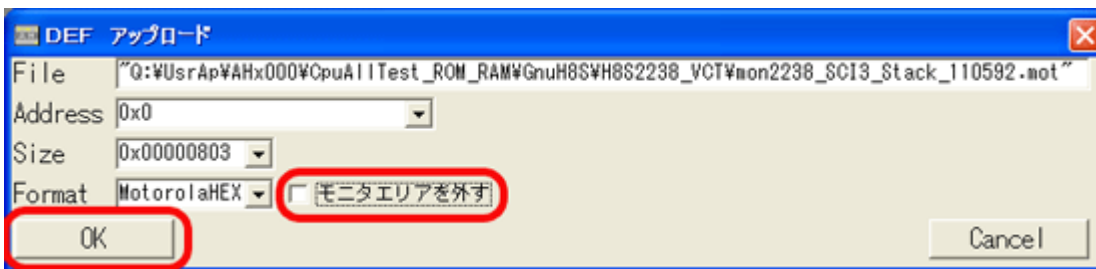 DEF アップロード
File "Q:¥UsrAp¥AHx000¥CpuAllTest_ROM_RAM¥GnuH8S¥H8S2238_VCT¥mon2238_SCI3_Stack_110592.mot"
Address 0x0
Size 0x00000803
Format MotorolaHEX モニタエリアを外す
OK Cancel